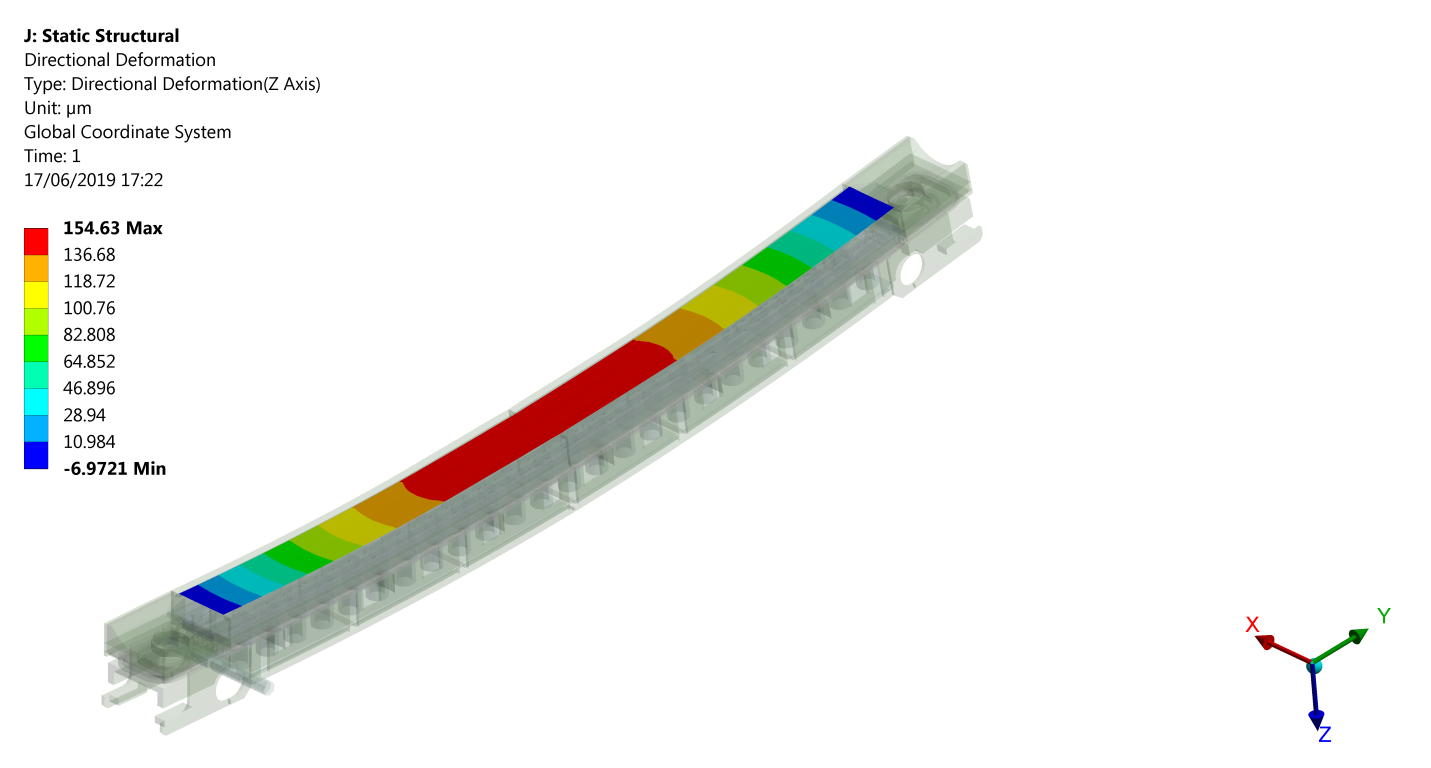 J: Static Structural
Directional Deformation
Type: Directional Deformation(Z Axis)
Unit: µm
Global Coordinate System
Time: 1
17/06/2019 17:22
154.63 Max
136.68
118.72
100.76
82.808
64.852
46.896
28.94
10.984
-6.9721 Min
X
Y
Z